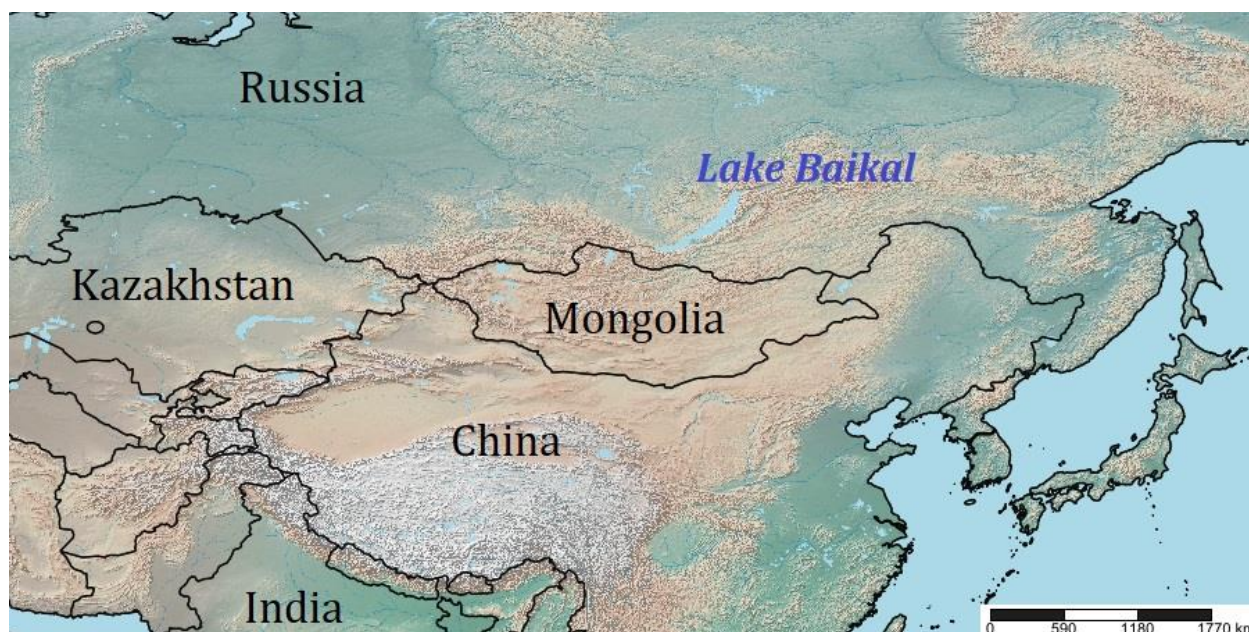 Russia
Lake Baikal
Kazakhstan
Mongolia
China
India
0 590 1180 1770 km